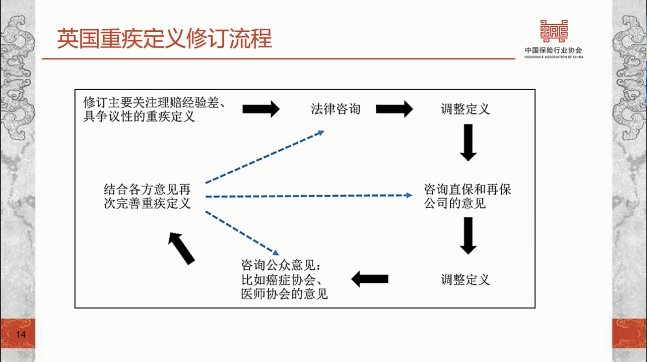 英国重疾定义修订流程
中国保险行业协会
INSURANCE ASSOCIATION OF CHINA
修订主要关注理赔经验差、
具争议性的重疾定义
法律咨询
调整定义
结合各方意见再
次完善重疾定义
咨询直保和再保
公司的意见
咨询公众意见：
比如癌症协会、
医师协会的意见
调整定义
14